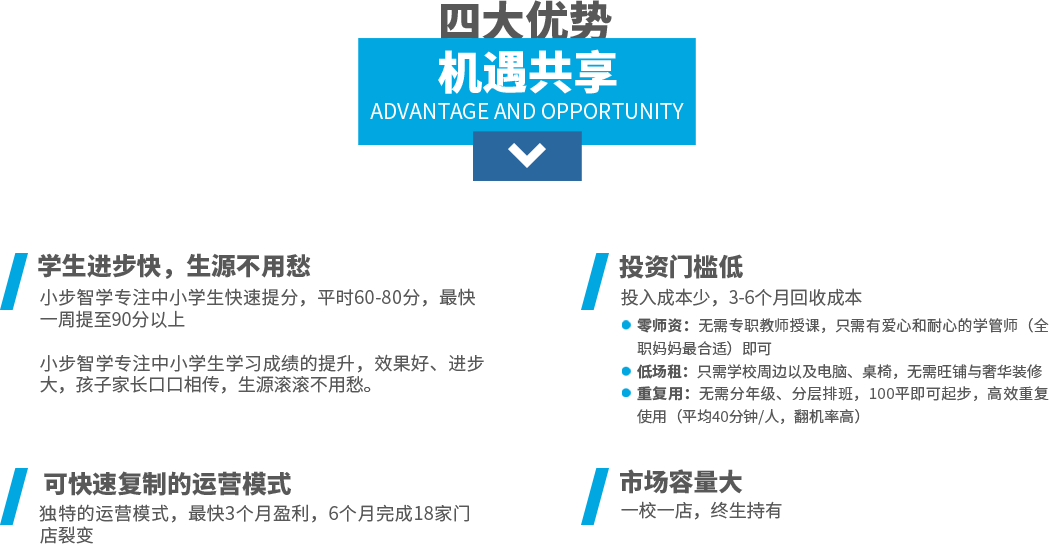 四大优势
机遇共享
ADVANTAGE AND OPPORTUNITY
学生进步快，生源不用愁
小步智学专注中小学生快速提分，平时60-80分，最快
一周提至90分以上
小步智学专注中小学生学习成绩的提升，效果好、进步
大，孩子家长口口相传，生源滚滚不用愁。
投资门槛低
投入成本少，3-6个月回收成本
零师资：无需专职教师授课，只需有爱心和耐心的学管师（全
职妈妈最合适）即可
低场租：只需学校周边以及电脑、桌椅，无需旺铺与奢华装修
重复用：无需分年级、分层排班，100平即可起步，高效重复
使用（平均40分钟/人，翻机率高）
可快速复制的运营模式
独特的运营模式，最快3个月盈利，6个月完成18家门
店裂变
市场容量大
一校一店，终生持有